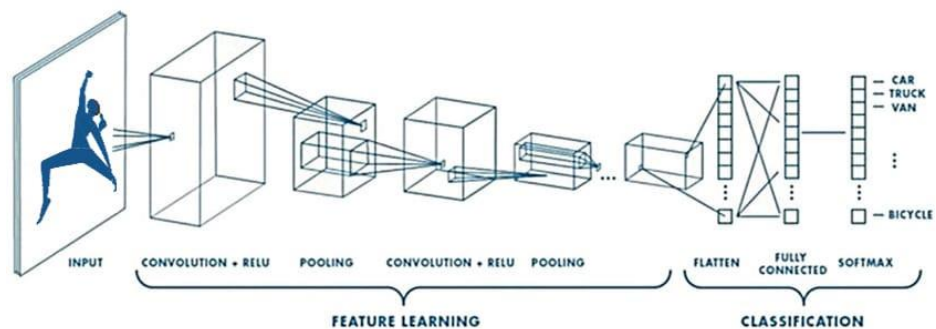 CAR
TRUCK
VAN
BICYCLE
INPUT
CONVOLUTION + RELU
POOLING
CONVOLUTION + RELU
POOLING
FLATTEN
FULLY
CONNECTED
SOFTMAX
FEATURE LEARNING
CLASSIFICATION